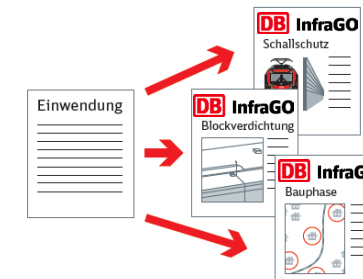 Einwendung
DB InfraGO
Schallschutz
DB InfraGO
Blockverdichtung
DB InfraG
Bauphase